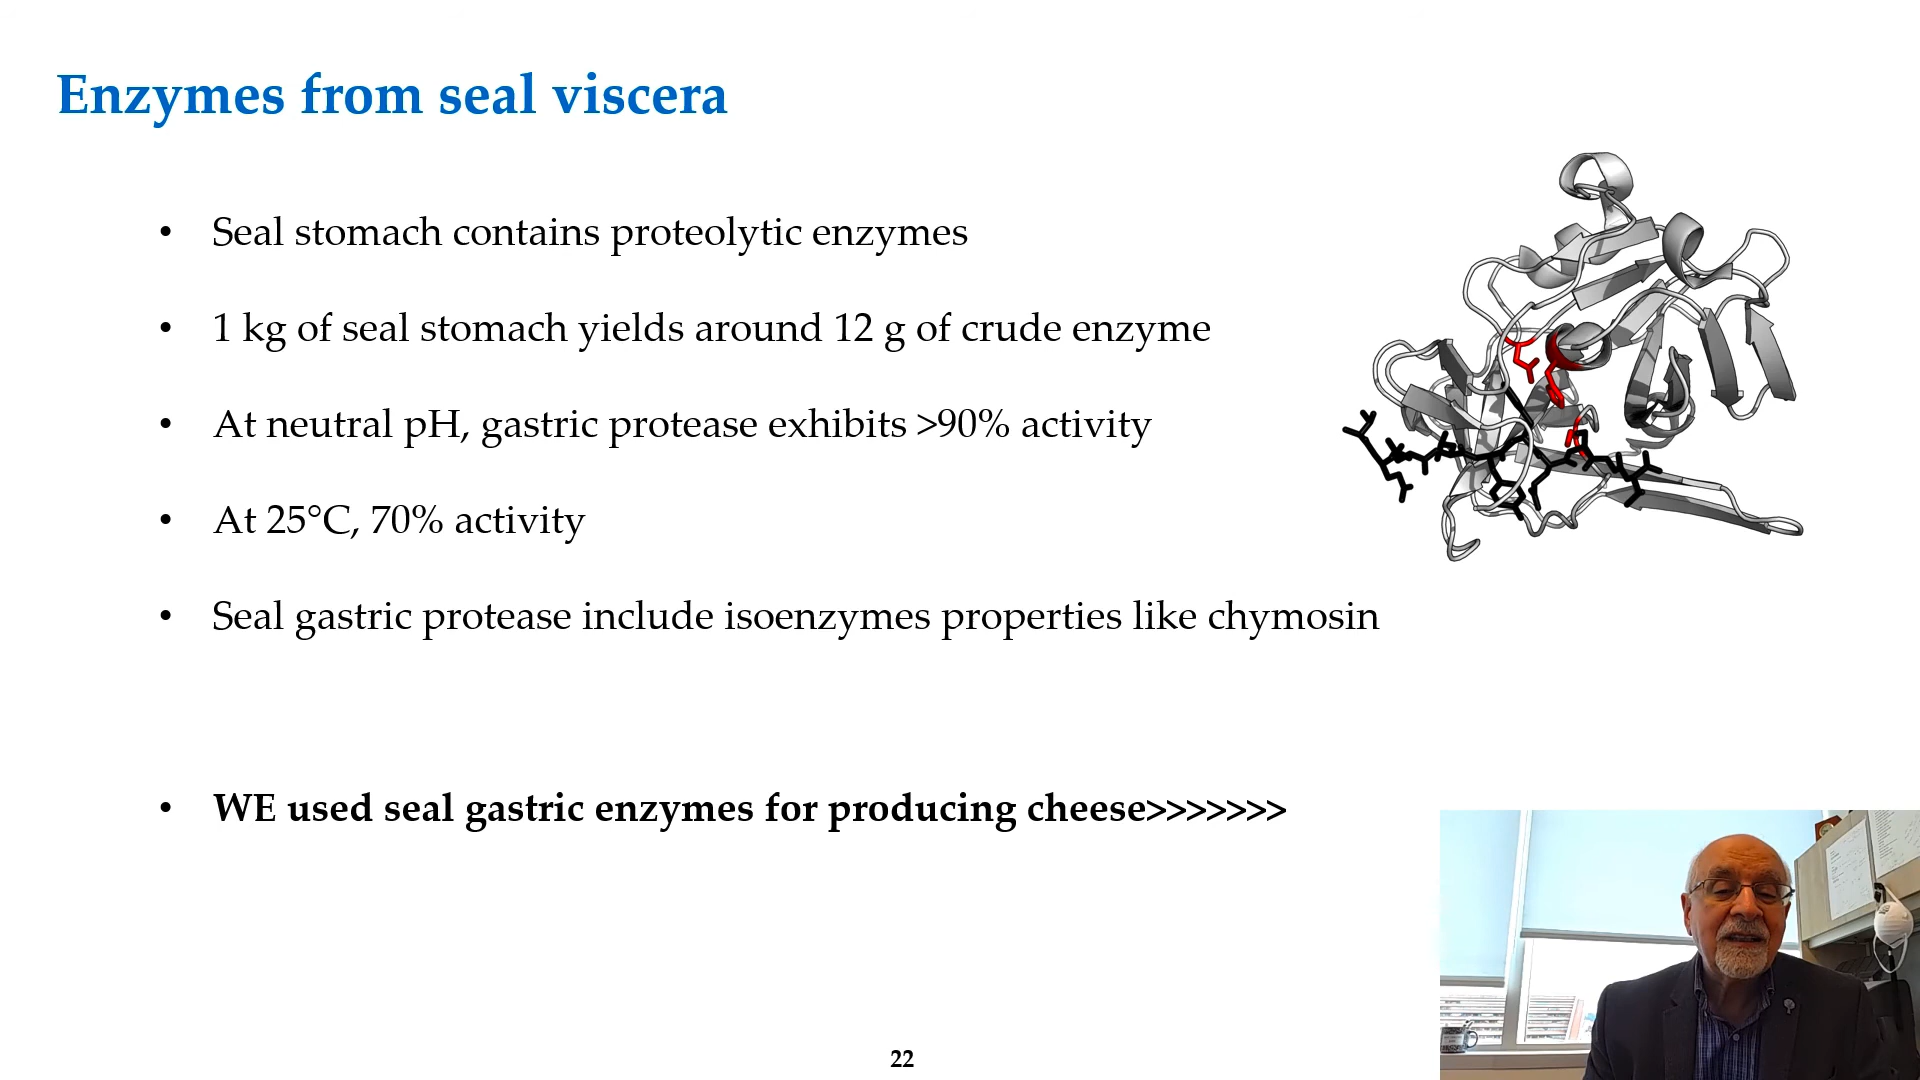 Enzymes from seal viscera
• Seal stomach contains proteolytic enzymes
• 1 kg of seal stomach yields around 12 g of crude enzyme
• At neutral pH, gastric protease exhibits >90% activity
• At 25°C, 70% activity
• Seal gastric protease include isoenzymes properties like chymosin
• WE used seal gastric enzymes for producing cheese>>>>>>>
22